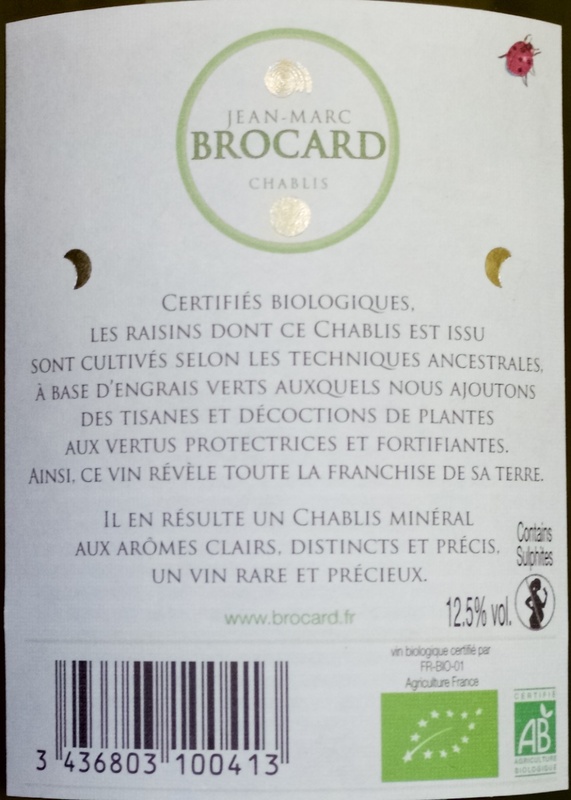 JEAN-MARC
BROCARD
CHABLIS
CERTIFIÉS BIOLOGIQUES,
LES RAISINS DONT CE CHABLIS EST ISSU
SONT CULTIVÉS SELON LES TECHNIQUES ANCESTRALES,
À BASE D'ENGRAIS VERTS AUXQUELS NOUS AJOUTONS
DES TISANES ET DÉCOCTIONS DE PLANTES
AUX VERTUS PROTECTRICES ET FORTIFIANTES.
AINSI, CE VIN RÉVÈLE TOUTE LA FRANCHISE DE SA TERRE.
IL EN RÉSULTE UN CHABLIS MINÉRAL
AUX ARÔMES CLAIRS, DISTINCTS ET PRÉCIS,
UN VIN RARE ET PRÉCIEUX.
Contains
Sulphites
www.brocard.fr
12.5% vol.
vin biologique certifié par
FR-BIO-01
Agriculture France
3 436803 100413
CERTIFIÉ
AB
AGRICULTURE
BIOLOGIQUE